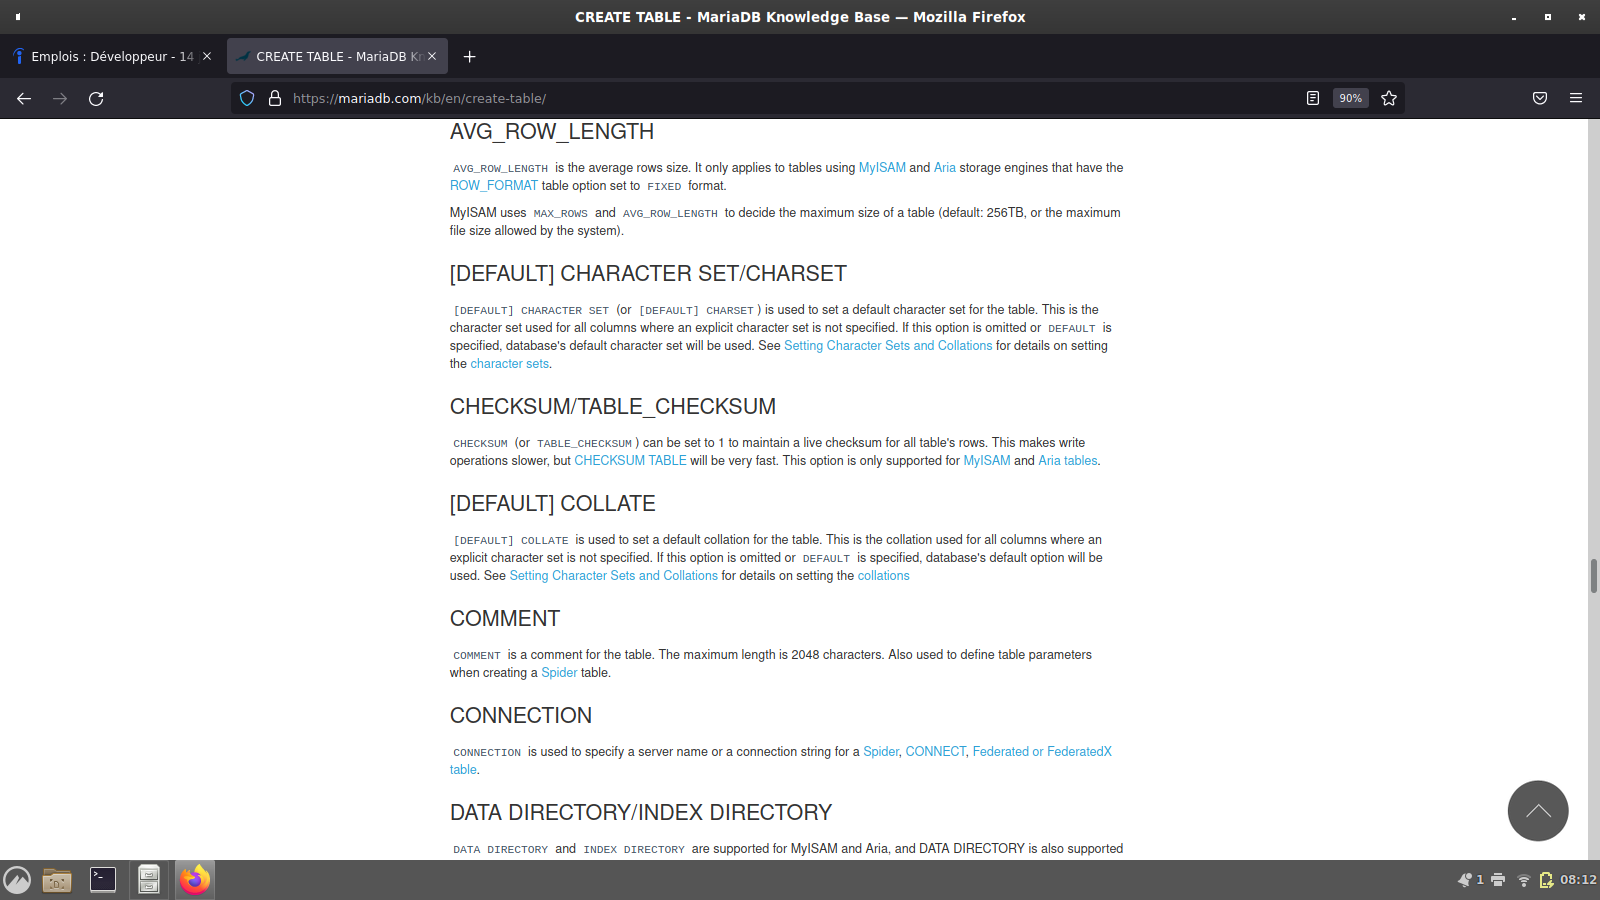 CREATE TABLE - MariaDB Knowledge Base — Mozilla Firefox
Emplois : Développeur - 14
CREATE TABLE - MariaDB Kn
https://mariadb.com/kb/en/create-table/
90%
AVG_ROW_LENGTH
AVG_ROW_LENGTH is the average rows size. It only applies to tables using MyISAM and Aria storage engines that have the
ROW_FORMAT table option set to FIXED format.
MyISAM uses MAX_ROWS and AVG_ROW_LENGTH to decide the maximum size of a table (default: 256TB, or the maximum
file size allowed by the system).
[DEFAULT] CHARACTER SET/CHARSET
[DEFAULT] CHARACTER SET (or [DEFAULT] CHARSET) is used to set a default character set for the table. This is the
character set used for all columns where an explicit character set is not specified. If this option is omitted or DEFAULT is
specified, database's default character set will be used. See Setting Character Sets and Collations for details on setting
the character sets.
CHECKSUM/TABLE_CHECKSUM
CHECKSUM (or TABLE_CHECKSUM) can be set to 1 to maintain a live checksum for all table's rows. This makes write
operations slower, but CHECKSUM TABLE will be very fast. This option is only supported for MyISAM and Aria tables.
[DEFAULT] COLLATE
[DEFAULT] COLLATE is used to set a default collation for the table. This is the collation used for all columns where an
explicit character set is not specified. If this option is omitted or DEFAULT is specified, database's default option will be
used. See Setting Character Sets and Collations for details on setting the collations
COMMENT
COMMENT is a comment for the table. The maximum length is 2048 characters. Also used to define table parameters
when creating a Spider table.
CONNECTION
CONNECTION is used to specify a server name or a connection string for a Spider, CONNECT, Federated or FederatedX
table.
DATA DIRECTORY/INDEX DIRECTORY
DATA DIRECTORY and INDEX DIRECTORY are supported for MyISAM and Aria, and DATA DIRECTORY is also supported
1
08:12